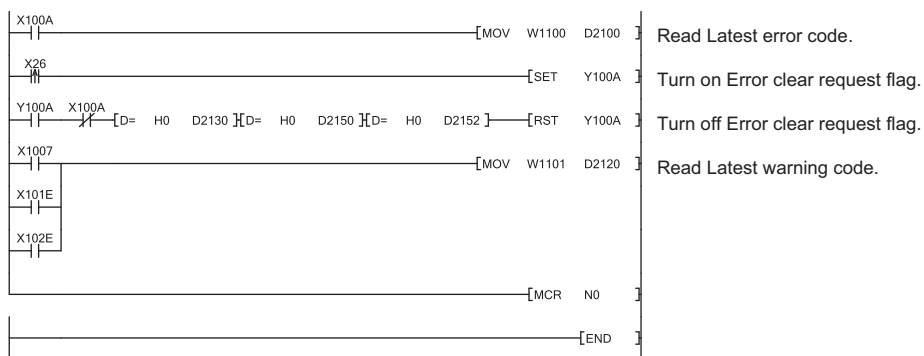 X100A
[MOV W1100 D2100 ] Read Latest error code.
X26
[SET Y100A ] Turn on Error clear request flag.
Y100A X100A
[D= H0 D2130 ][D= H0 D2150 ][D= H0 D2152 ] [RST Y100A ] Turn off Error clear request flag.
X1007
[MOV W1101 D2120 ] Read Latest warning code.
X101E
X102E
[MCR N0 ]
[END ]